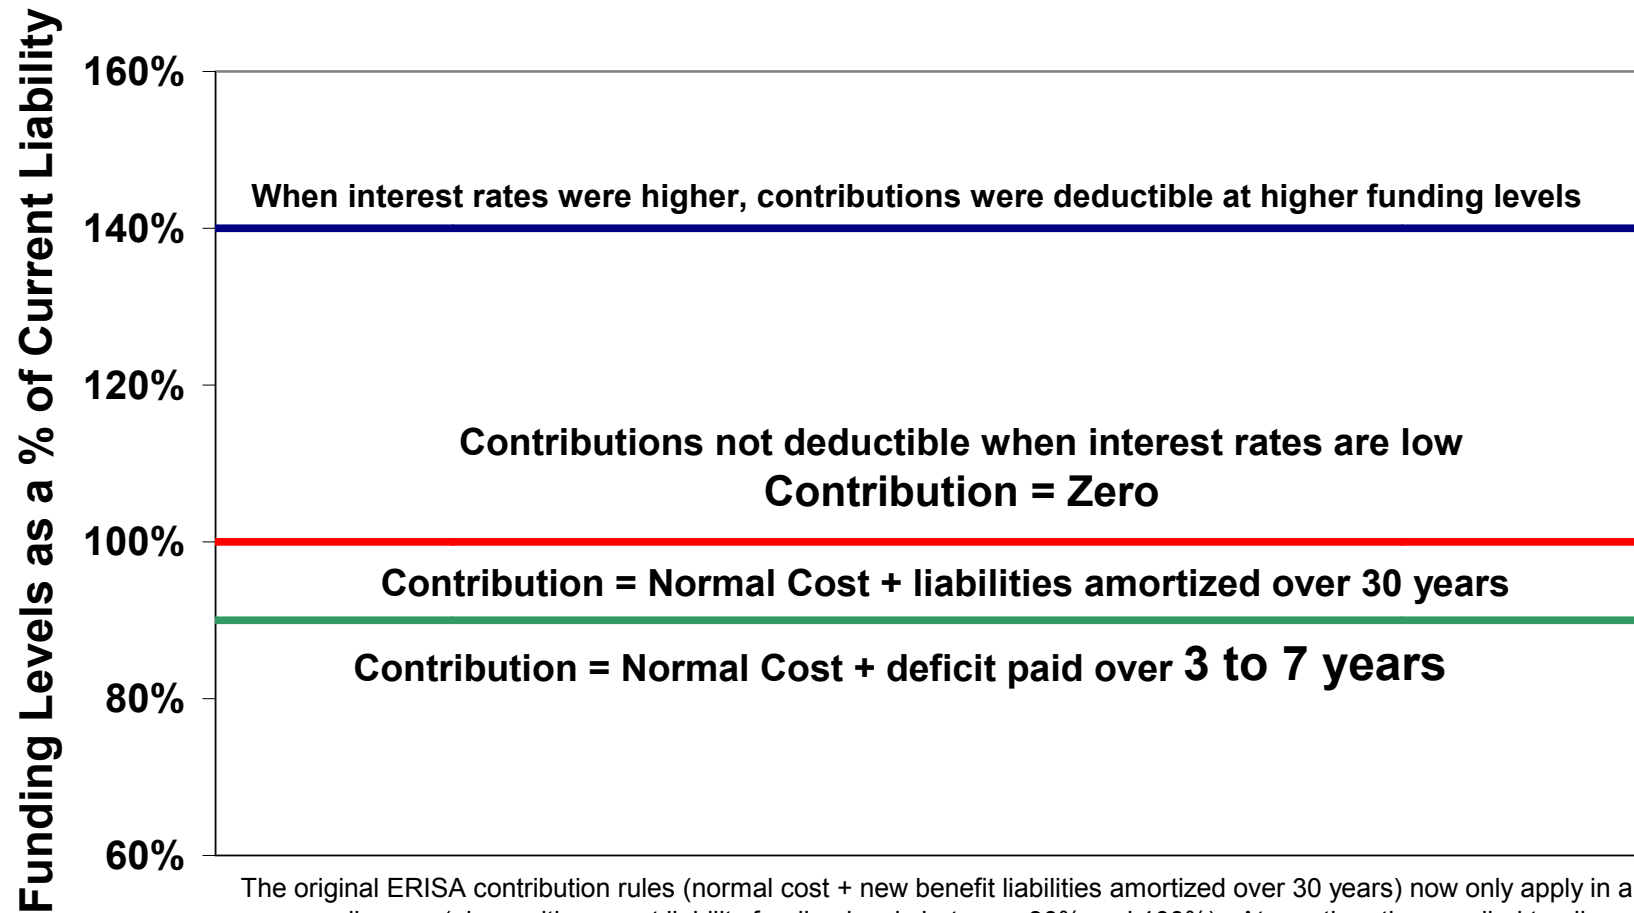 Funding Levels as a % of Current Liability
160%
When interest rates were higher, contributions were deductible at higher funding levels
140%
120%
Contributions not deductible when interest rates are low
Contribution = Zero
100%
Contribution = Normal Cost + liabilities amortized over 30 years
Contribution = Normal Cost + deficit paid over 3 to 7 years
80%
60%
The original ERISA contribution rules (normal cost + new benefit liabilities amortized over 30 years) now only apply in a